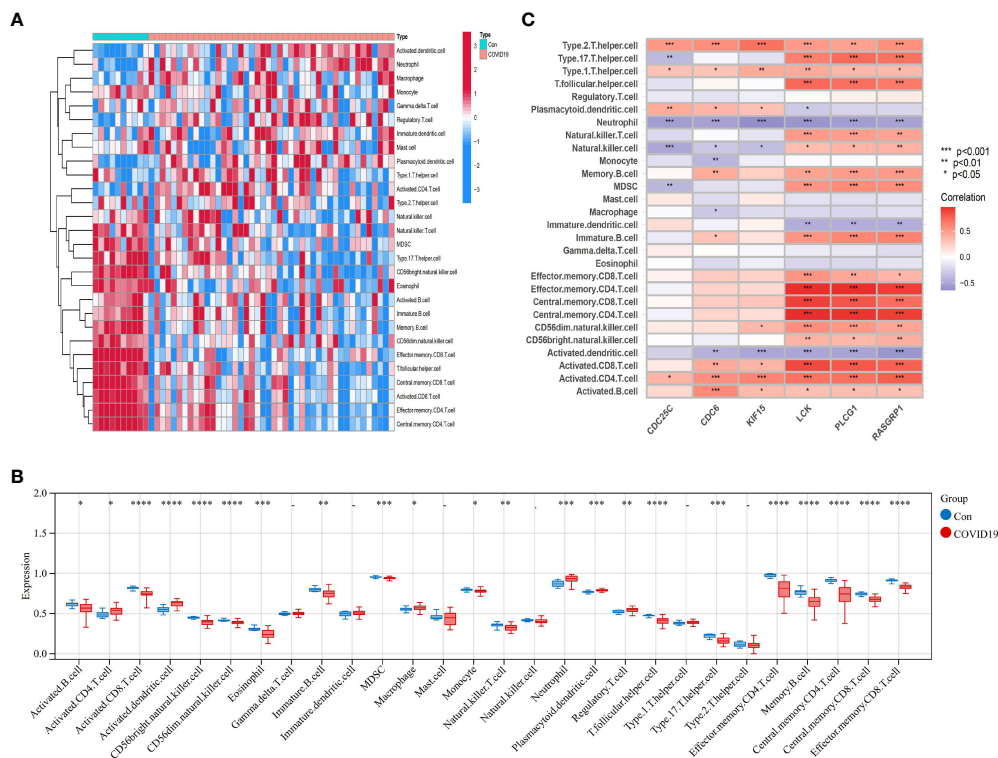 A
Type
Con
COVID19
Type
3
2
1
0
-1
-2
-3
Activated.dendritic.cell
Neutrophil
Macrophage
Monocyte
Gamma.delta.T.cell
Regulatory.T.cell
Immature.dendritic.cell
Mast.cell
Plasmacytoid.dendritic.cell
Type.1.T.helper.cell
Activated.CD4.T.cell
Type.2.T.helper.cell
Natural.killer.cell
Natural.killer.T.cell
MDSC
Type.17.T.helper.cell
CD56bright.natural.killer.cell
Eosinophil
Activated.B.cell
Immature.B.cell
Memory.B.cell
CD56dim.natural.killer.cell
Effector.memory.CD8.T.cell
T.follicular.helper.cell
Central.memory.CD8.T.cell
Activated.CD8.T.cell
Effector.memory.CD4.T.cell
Central.memory.CD4.T.cell
C
Type.2.T.helper.cell *** *** *** *** ** ***
Type.17.T.helper.cell ** *** *** ***
Type.1.T.helper.cell * * ** ** * *
T.follicular.helper.cell *** *** ***
Regulatory.T.cell
Plasmacytoid.dendritic.cell ** * * *
Neutrophil *** *** *** *** *** ***
Natural.killer.T.cell *** *** **
Natural.killer.cell *** * * * * **
Monocyte **
Memory.B.cell ** ** *** ***
MDSC ** *** *** ***
Mast.cell
Macrophage *
Immature.dendritic.cell ** ** **
Immature.B.cell * *** *** ***
Gamma.delta.T.cell
Eosinophil
Effector.memory.CD8.T.cell *** ** *
Effector.memory.CD4.T.cell *** *** ***
Central.memory.CD8.T.cell *** *** ***
Central.memory.CD4.T.cell *** *** ***
CD56dim.natural.killer.cell * *** *** **
CD56bright.natural.killer.cell ** * **
Activated.dendritic.cell ** *** *** *** ***
Activated.CD8.T.cell ** * *** *** ***
Activated.CD4.T.cell * *** *** *** *** ***
Activated.B.cell *** * * * *
CDC25C CDC6 KIF15 LCK PLCG1 RASGRP1
*** p<0.001
** p<0.01
* p<0.05
Correlation
0.5
0.0
−0.5
B
Expression
2.0
1.5
1.0
0.5
0.0
* * **** **** **** **** *** - ** - *** * - * ** . *** *** ** **** - *** - **** **** **** **** ****
Group
Con
COVID19
Activated.B.cell
Activated.CD4.T.cell
Activated.CD8.T.cell
Activated.dendritic.cell
CD56bright.natural.killer.cell
CD56dim.natural.killer.cell
Eosinophil
Gamma.delta.T.cell
Immature.B.cell
Immature.dendritic.cell
MDSC
Macrophage
Mast.cell
Monocyte
Natural.killer.T.cell
Natural.killer.cell
Neutrophil
Plasmacytoid.dendritic.cell
Regulatory.T.cell
T.follicular.helper.cell
Type.1.T.helper.cell
Type.17.T.helper.cell
Type.2.T.helper.cell
Effector.memory.CD4.T.cell
Memory.B.cell
Central.memory.CD4.T.cell
Central.memory.CD8.T.cell
Effector.memory.CD8.T.cell